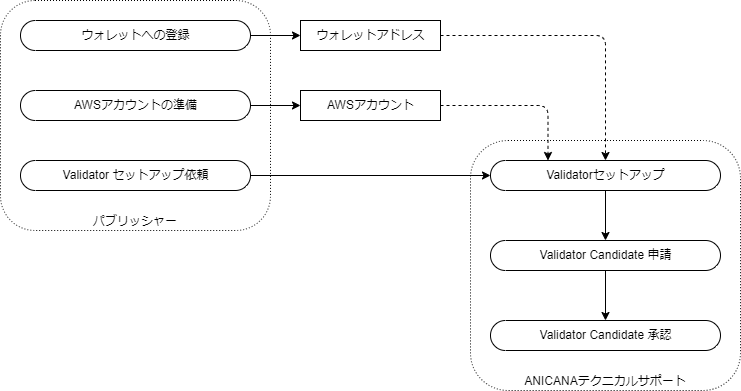 ウォレットへの登録
ウォレットアドレス
AWSアカウントの準備
AWSアカウント
Validator セットアップ依頼
Validatorセットアップ
パブリッシャー
Validator Candidate 申請
Validator Candidate 承認
ANICANAテクニカルサポート